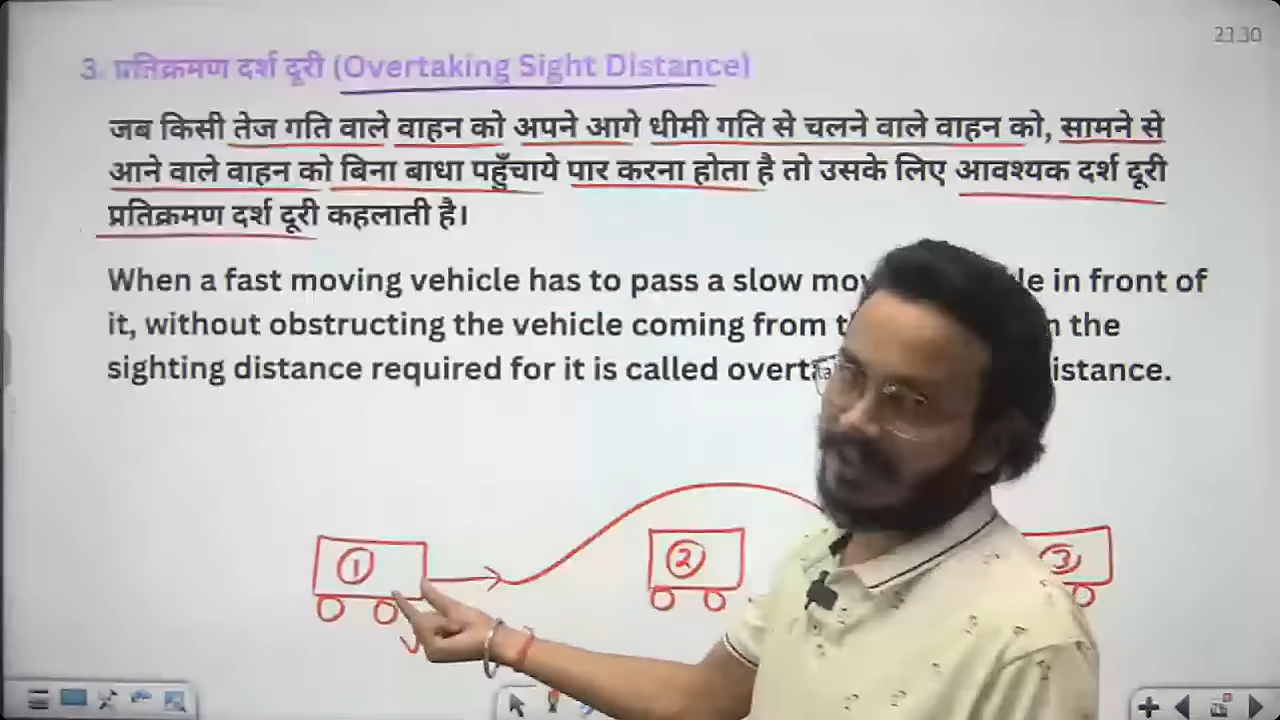 23:30
3. प्रतिक्रमण दर्श दूरी (Overtaking Sight Distance)
जब किसी तेज गति वाले वाहन को अपने आगे धीमी गति से चलने वाले वाहन को, सामने से
आने वाले वाहन को बिना बाधा पहुँचाये पार करना होता है तो उसके लिए आवश्यक दर्श दूरी
प्रतिक्रमण दर्श दूरी कहलाती है।
When a fast moving vehicle has to pass a slow in front of
it, without obstructing the vehicle coming from the
sighting distance required for it is called
1 2 3